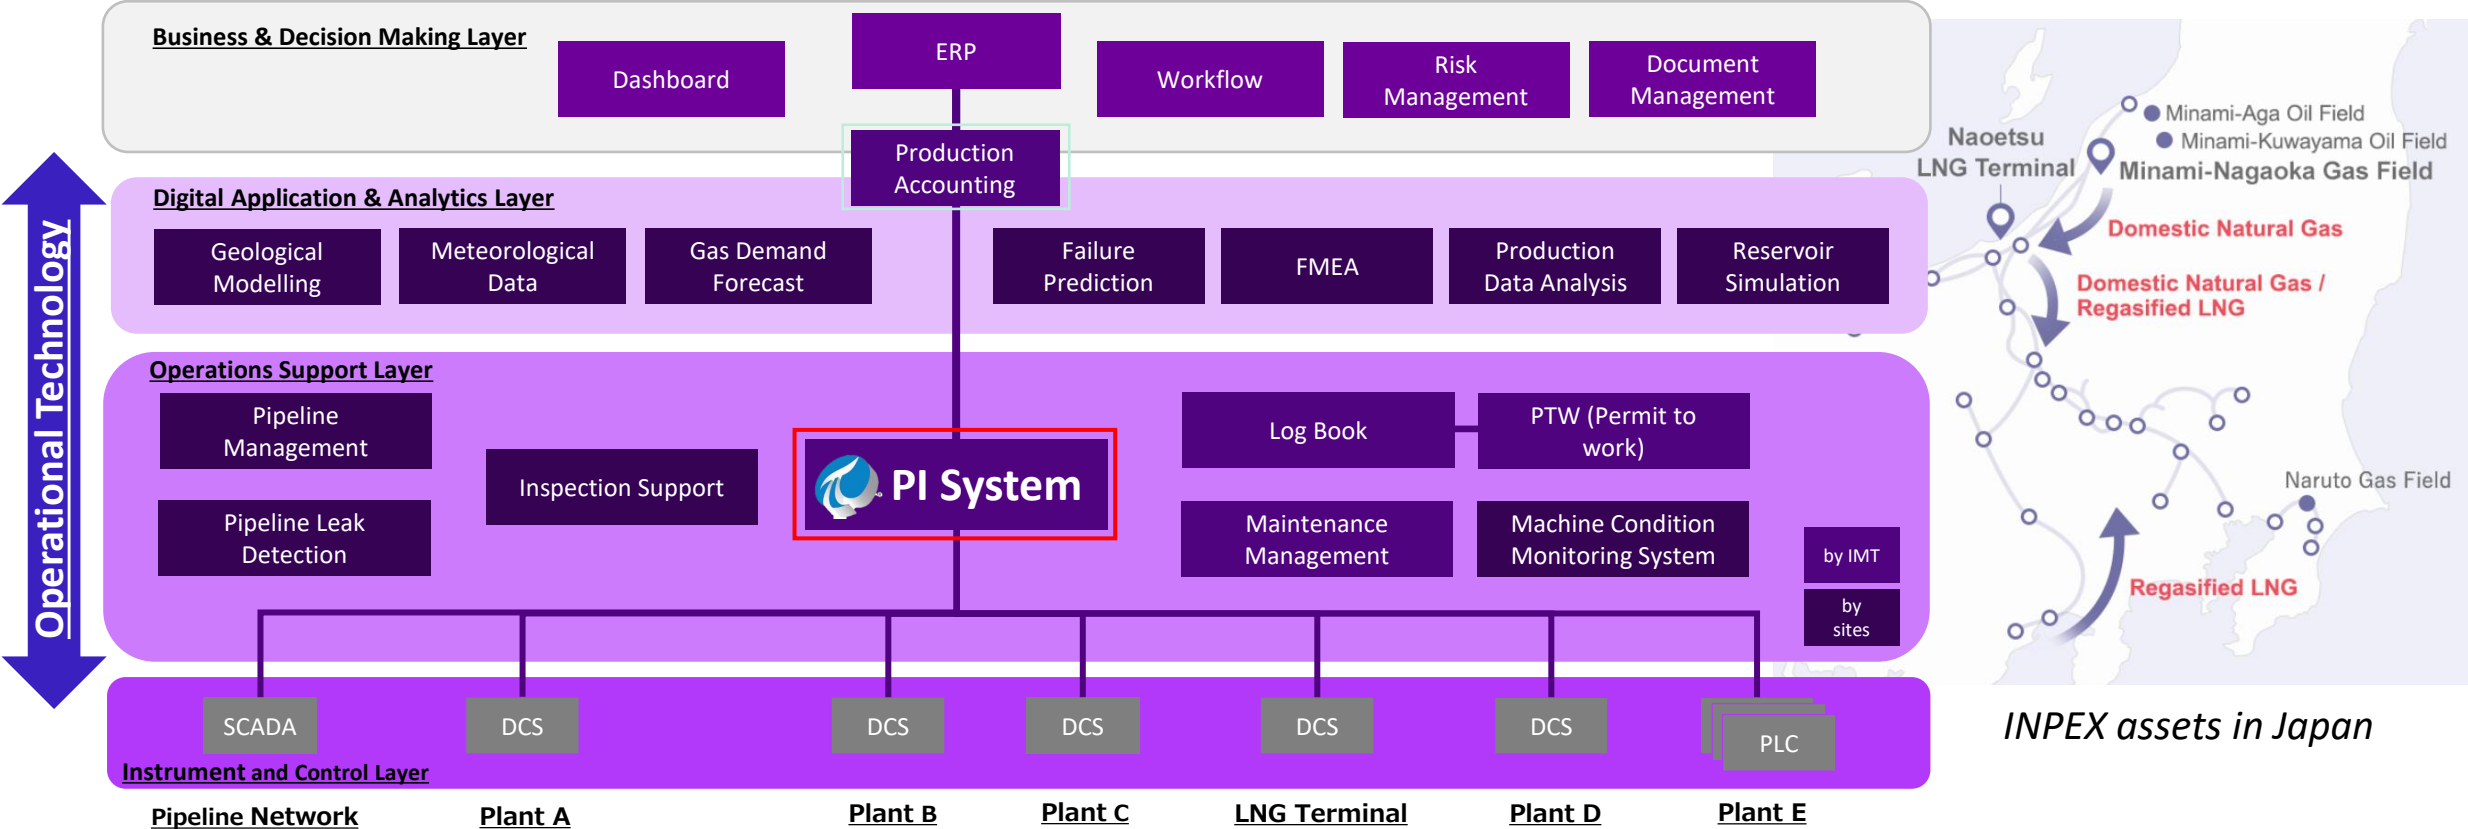 Business & Decision Making Layer
Dashboard
ERP
Workflow
Risk
Management
Document
Management
Production
Accounting
Digital Application & Analytics Layer
Geological
Modelling
Meteorological
Data
Gas Demand
Forecast
Failure
Prediction
FMEA
Production
Data Analysis
Reservoir
Simulation
Operational Technology
Operations Support Layer
Pipeline
Management
Pipeline Leak
Detection
Inspection Support
PI System
Log Book
PTW (Permit to
work)
Maintenance
Management
Machine Condition
Monitoring System
by IMT
by
sites
SCADA
DCS
DCS
DCS
DCS
DCS
PLC
Instrument and Control Layer
Pipeline Network
Plant A
Plant B
Plant C
LNG Terminal
Plant D
Plant E
Minami-Aga Oil Field
Minami-Kuwayama Oil Field
Naoetsu
LNG Terminal
Minami-Nagaoka Gas Field
Domestic Natural Gas
Domestic Natural Gas /
Regasified LNG
Naruto Gas Field
Regasified LNG
INPEX assets in Japan